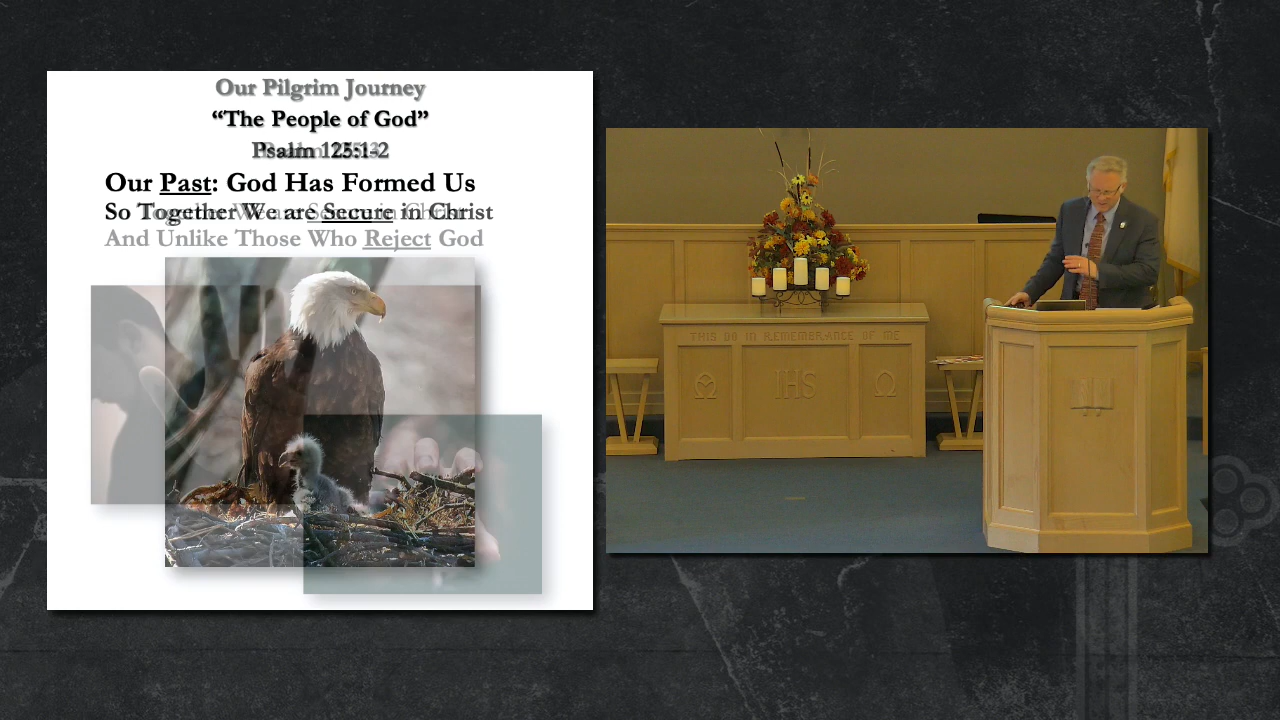 Our Pilgrim Journey
“The People of God”
Psalm 125:1-2
Our Past: God Has Formed Us
So Together We are Secure in Christ
And Unlike Those Who Reject God
THIS DO IN REMEMBRANCE OF ME
IHS Ω